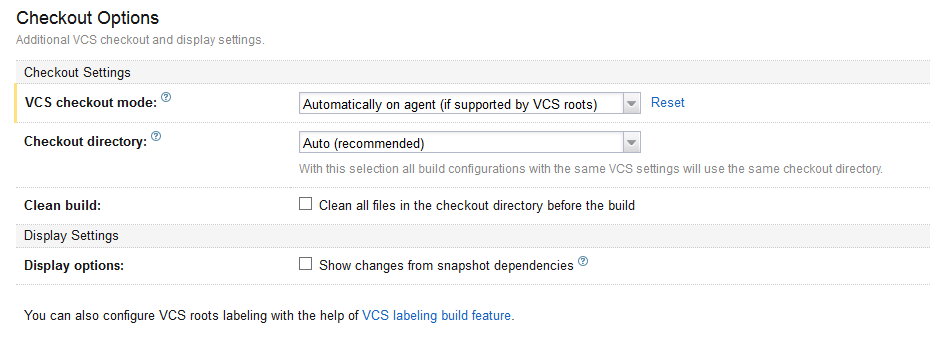 Checkout Options
Additional VCS checkout and display settings.
Checkout Settings
VCS checkout mode: ? Automatically on agent (if supported by VCS roots) Reset
Checkout directory: ? Auto (recommended)
With this selection all build configurations with the same VCS settings will use the same checkout directory.
Clean build: Clean all files in the checkout directory before the build
Display Settings
Display options: Show changes from snapshot dependencies ?
You can also configure VCS roots labeling with the help of VCS labeling build feature.